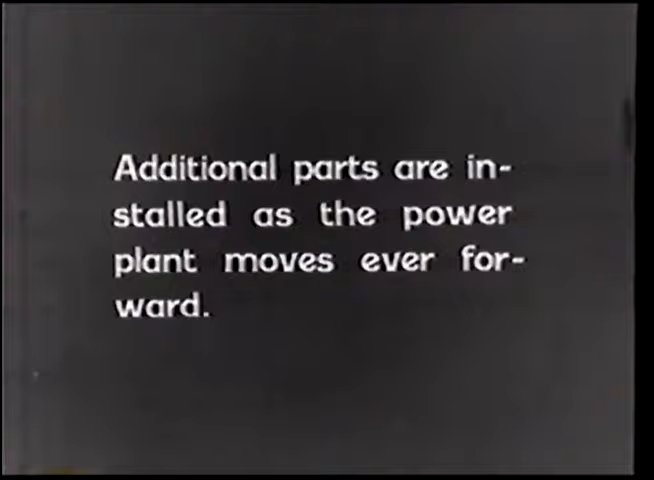 Additional parts are in-
stalled as the power
plant moves ever for-
ward.